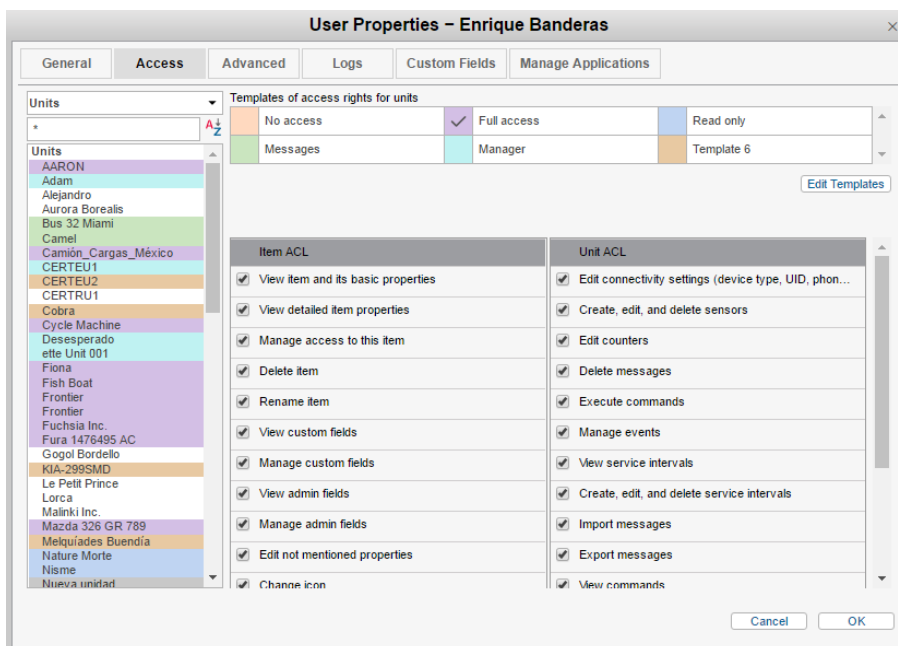 User Properties – Enrique Banderas
×
General Access Advanced Logs Custom Fields Manage Applications
Units
*
A Z
Units
AARON
Adam
Alejandro
Aurora Borealis
Bus 32 Miami
Camel
Camión_Cargas_México
CERTEU1
CERTEU2
CERTRU1
Cobra
Cycle Machine
Desesperado
ette Unit 001
Fiona
Fish Boat
Frontier
Frontier
Fuchsia Inc.
Fura 1476495 AC
Gogol Bordello
KIA-299SMD
Le Petit Prince
Lorca
Malinki Inc.
Mazda 326 GR 789
Melquíades Buendía
Nature Morte
Nisme
Nueva unidad
Templates of access rights for units
No access Full access Read only
Messages Manager Template 6
Edit Templates
Item ACL
View item and its basic properties
View detailed item properties
Manage access to this item
Delete item
Rename item
View custom fields
Manage custom fields
View admin fields
Manage admin fields
Edit not mentioned properties
Change icon
Unit ACL
Edit connectivity settings (device type, UID, phon...
Create, edit, and delete sensors
Edit counters
Delete messages
Execute commands
Manage events
View service intervals
Create, edit, and delete service intervals
Import messages
Export messages
View commands
Cancel OK